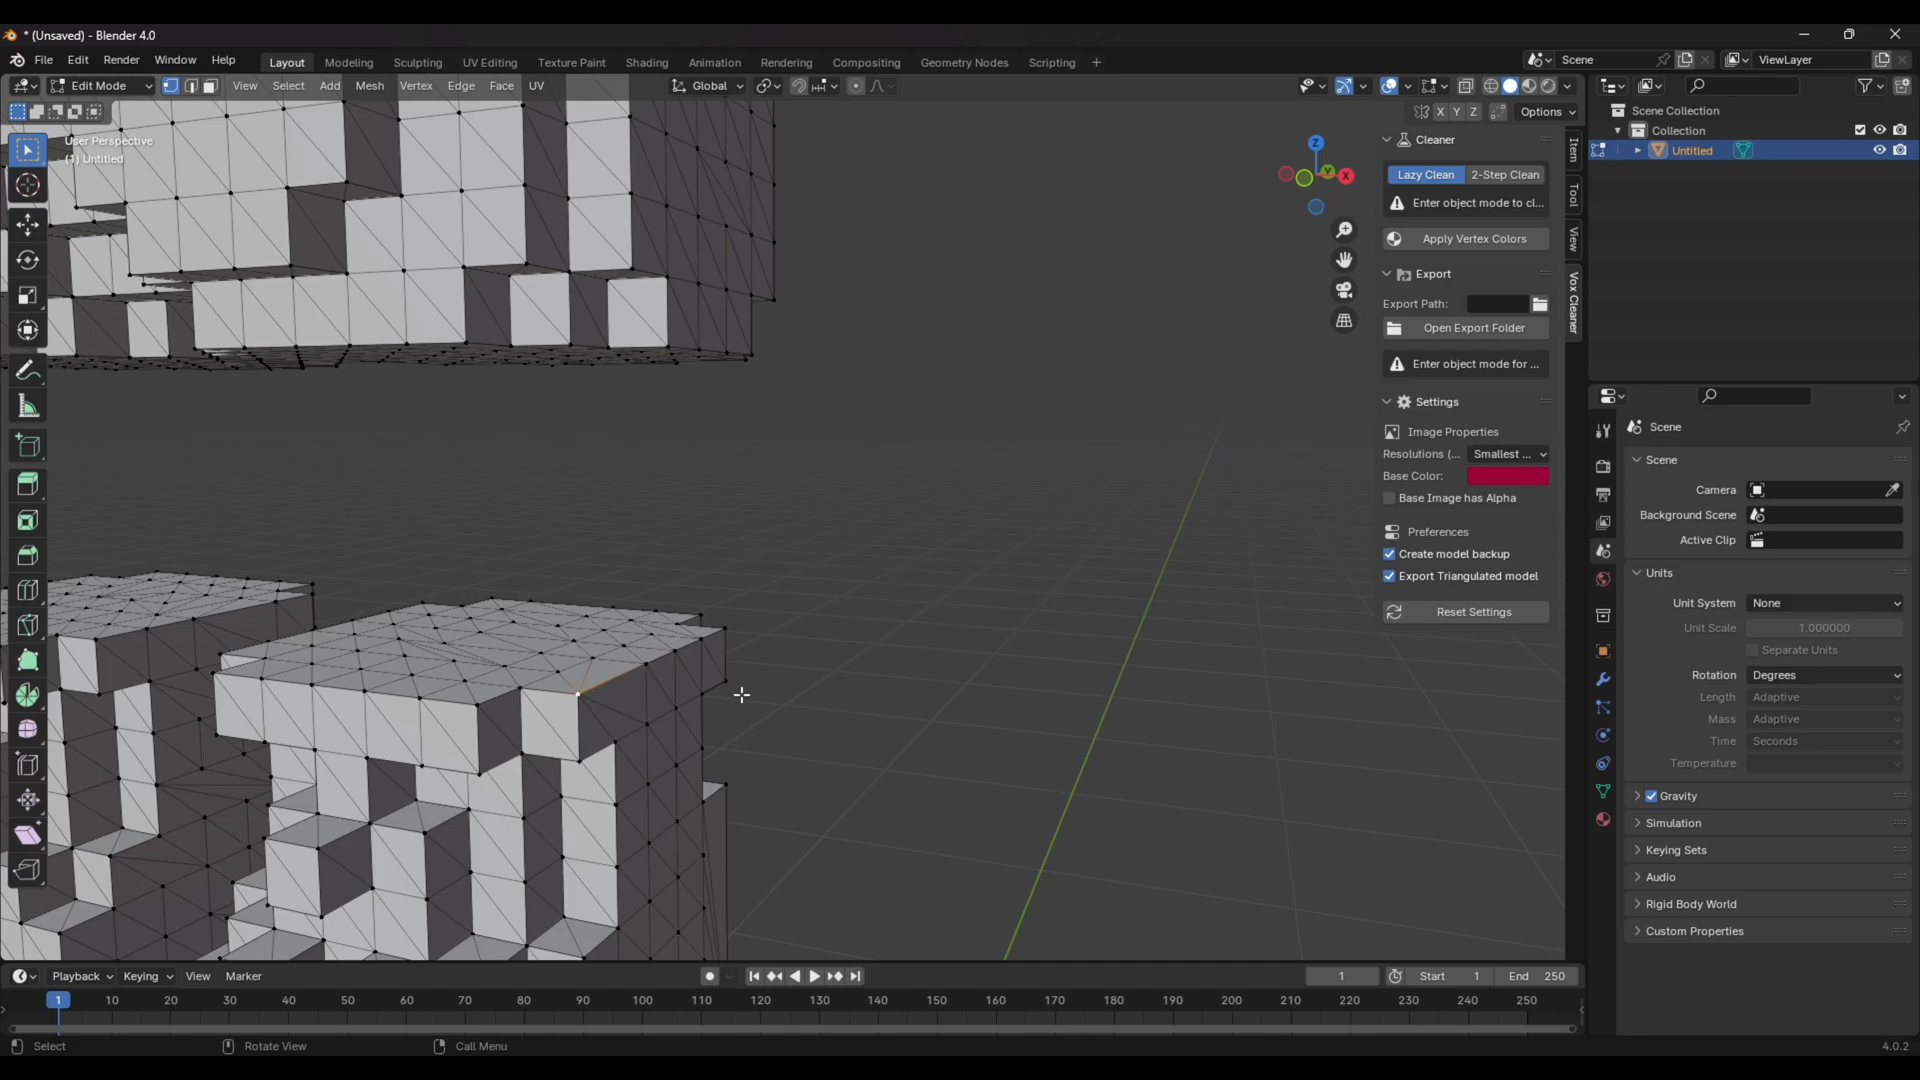 * (Unsaved) - Blender 4.0
File Edit Render Window Help Layout Modeling Sculpting UV Editing Texture Paint Shading Animation Rendering Compositing Geometry Nodes Scripting + Scene ViewLayer
Edit Mode View Select Add Mesh Vertex Edge Face UV Global
X Y Z Options
User Perspective
(1) Untitled
Z
Y
X
Item
Tool
View
Vox Cleaner
Cleaner
Lazy Clean 2-Step Clean
Enter object mode to cl...
Apply Vertex Colors
Export
Export Path:
Open Export Folder
Enter object mode for ...
Settings
Image Properties
Resolutions (... Smallest ...
Base Color:
Base Image has Alpha
Preferences
Create model backup
Export Triangulated model
Reset Settings
Scene Collection
Collection
Untitled
Scene
Scene
Camera
Background Scene
Active Clip
Units
Unit System None
Unit Scale 1.000000
Separate Units
Rotation Degrees
Length Adaptive
Mass Adaptive
Time Seconds
Temperature
Gravity
Simulation
Keying Sets
Audio
Rigid Body World
Custom Properties
Playback Keying View Marker 1 Start 1 End 250
1 10 20 30 40 50 60 70 80 90 100 110 120 130 140 150 160 170 180 190 200 210 220 230 240 250
Select Rotate View Call Menu 4.0.2